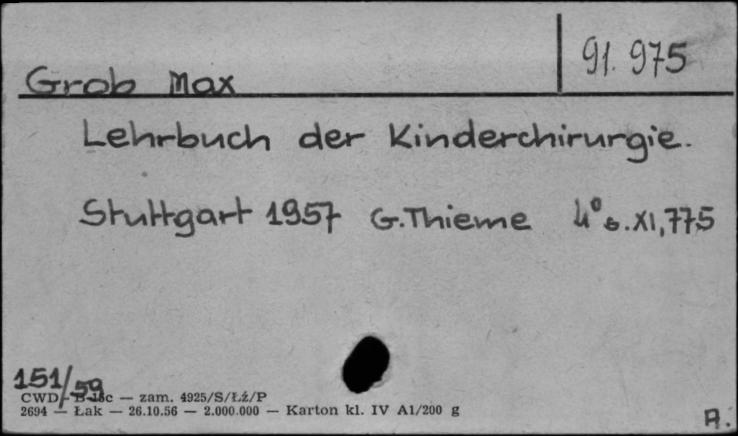 91.975
Grob Max
Lehrbuch der Kinderchirurgie.
Stuttgart 1957 G.Thieme 4° s.XI,775
151/59
CWD — zam. 4925/S/Łź/P
2694 — Łak — 26.10.56 — 2.000.000 — Karton kl. IV A1/200 g
A.